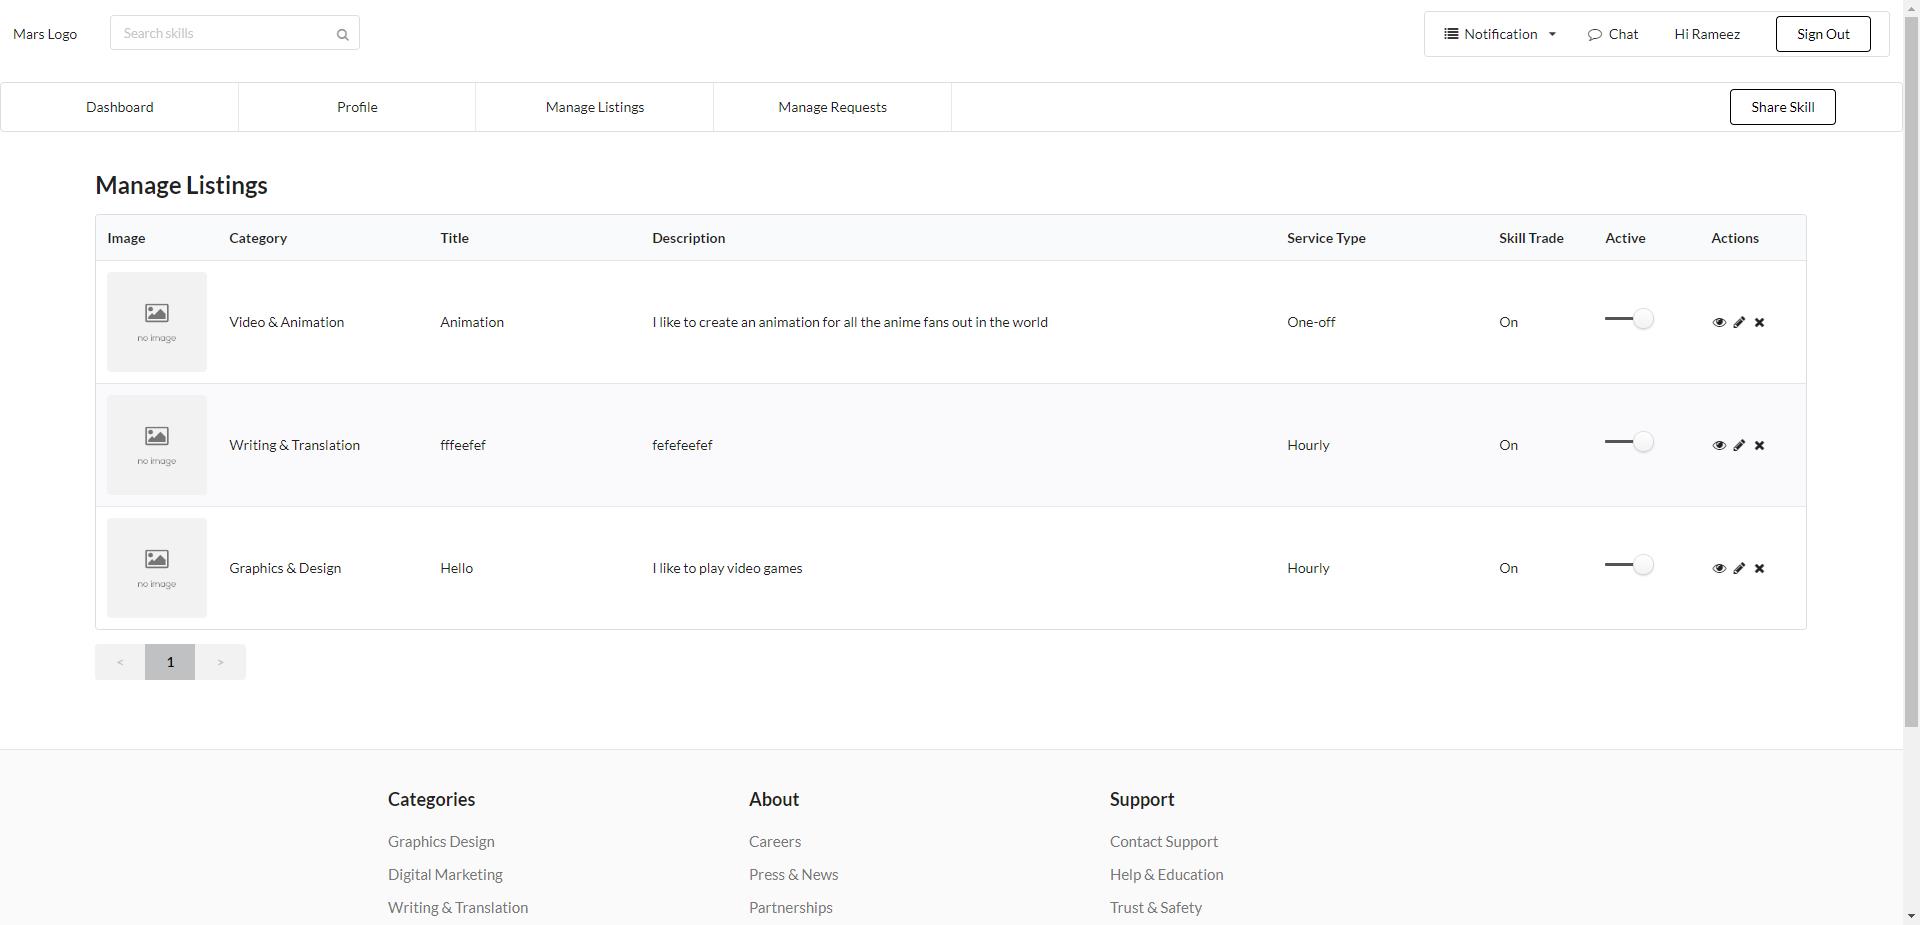 Mars Logo
Search skills
Notification
Chat
Hi Rameez
Sign Out
Dashboard
Profile
Manage Listings
Manage Requests
Share Skill
Manage Listings
Image Category Title Description Service Type Skill Trade Active Actions
no image
Video & Animation Animation I like to create an animation for all the anime fans out in the world One-off On
no image
Writing & Translation fffeefef fefefeefef Hourly On
no image
Graphics & Design Hello I like to play video games Hourly On
< 1 >
Categories
Graphics Design
Digital Marketing
Writing & Translation
About
Careers
Press & News
Partnerships
Support
Contact Support
Help & Education
Trust & Safety